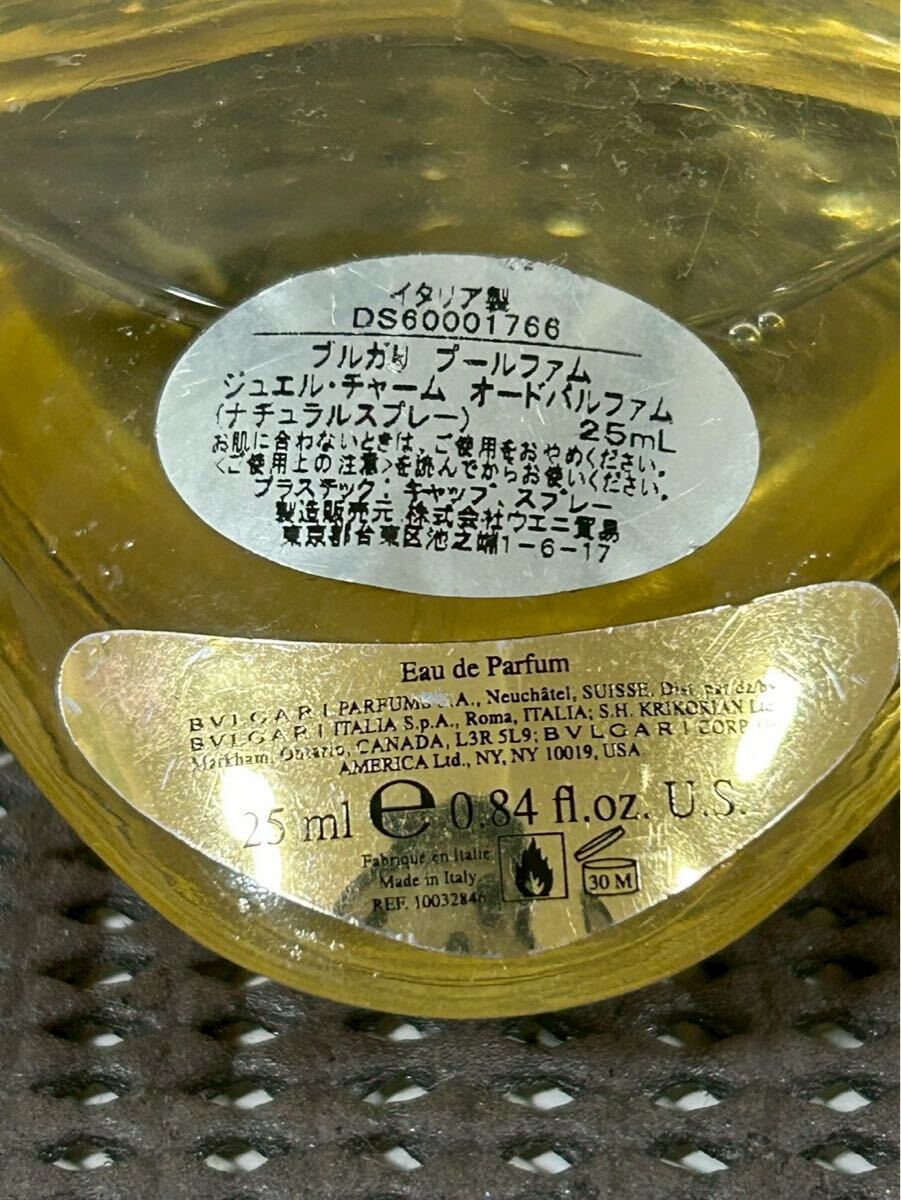 イタリア製
DS60001766
ブルガリ プールファム
ジュエル・チャーム オードパルファム
(ナチュラルスプレー) 25mL
お肌に合わないときは、ご使用をおやめください。
<ご使用上の注意>を読んでからお使いください。
プラスチック：キャップ、スプレー
製造販売元 株式会社ウエニ貿易
東京都台東区池之端1-6-17
Eau de Parfum
BVLGARI PARFUMS S.A., Neuchâtel, SUISSE. Dist. par/da/by
BVLGARI ITALIA S.p.A., Roma, ITALIA; S.H. KRIKORIAN
Markham, Ontario, CANADA, L3R 5L9; BVLGARI CORP
AMERICA Ltd., NY, NY 10019, USA
25 ml e 0.84 fl.oz. U.S.
Fabriqué en Italie
Made in Italy
REF. 10032846
30 M